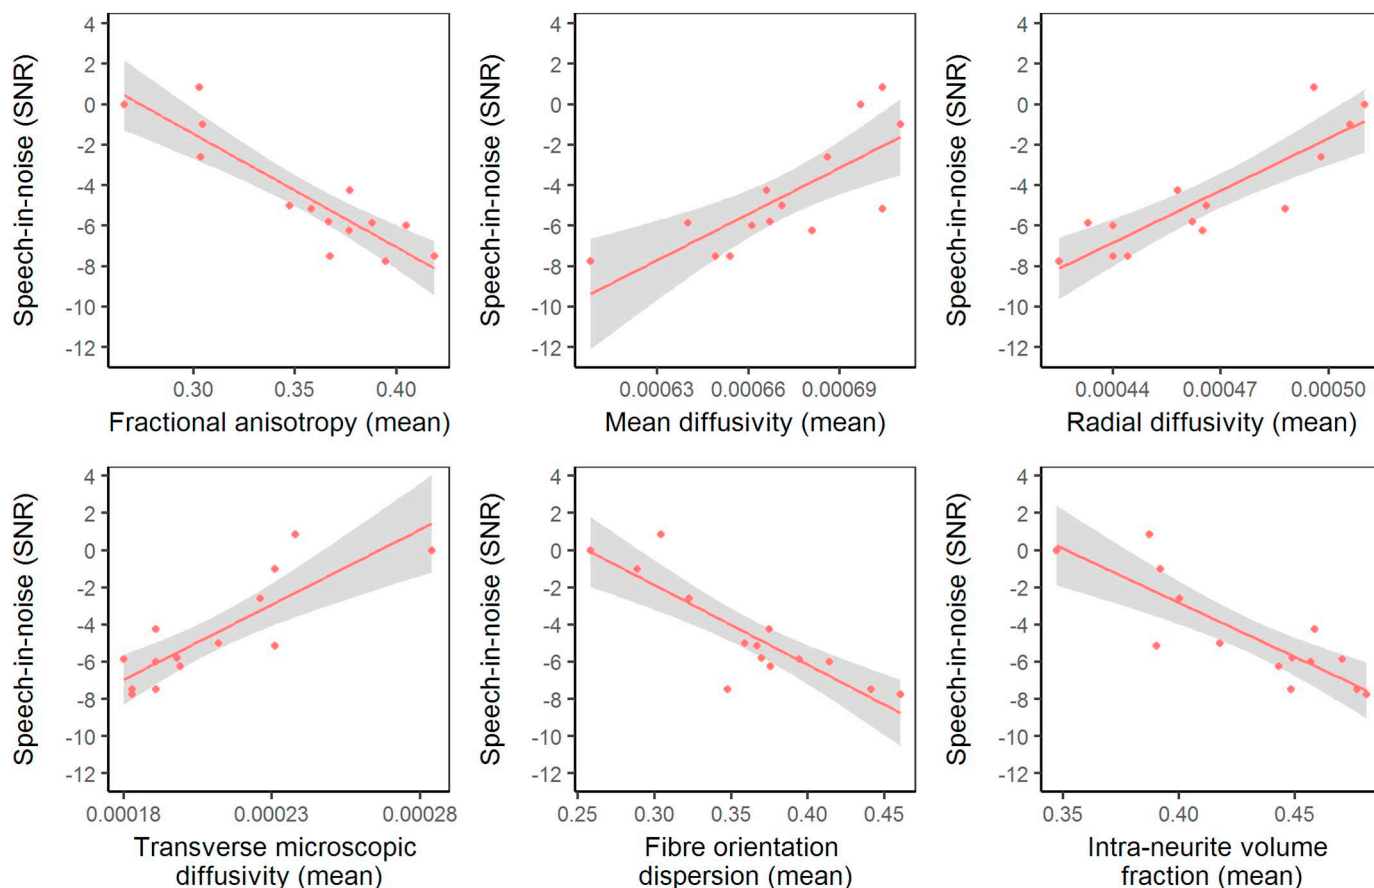 Speech-in-noise (SNR)
4
2
0
-2
-4
-6
-8
-10
-12
0.30 0.35 0.40
Fractional anisotropy (mean)
Speech-in-noise (SNR)
4
2
0
-2
-4
-6
-8
-10
-12
0.00063 0.00066 0.00069
Mean diffusivity (mean)
Speech-in-noise (SNR)
4
2
0
-2
-4
-6
-8
-10
-12
0.00044 0.00047 0.00050
Radial diffusivity (mean)
Speech-in-noise (SNR)
4
2
0
-2
-4
-6
-8
-10
-12
0.00018 0.00023 0.00028
Transverse microscopic
diffusivity (mean)
Speech-in-noise (SNR)
4
2
0
-2
-4
-6
-8
-10
-12
0.25 0.30 0.35 0.40 0.45
Fibre orientation
dispersion (mean)
Speech-in-noise (SNR)
4
2
0
-2
-4
-6
-8
-10
-12
0.35 0.40 0.45
Intra-neurite volume
fraction (mean)